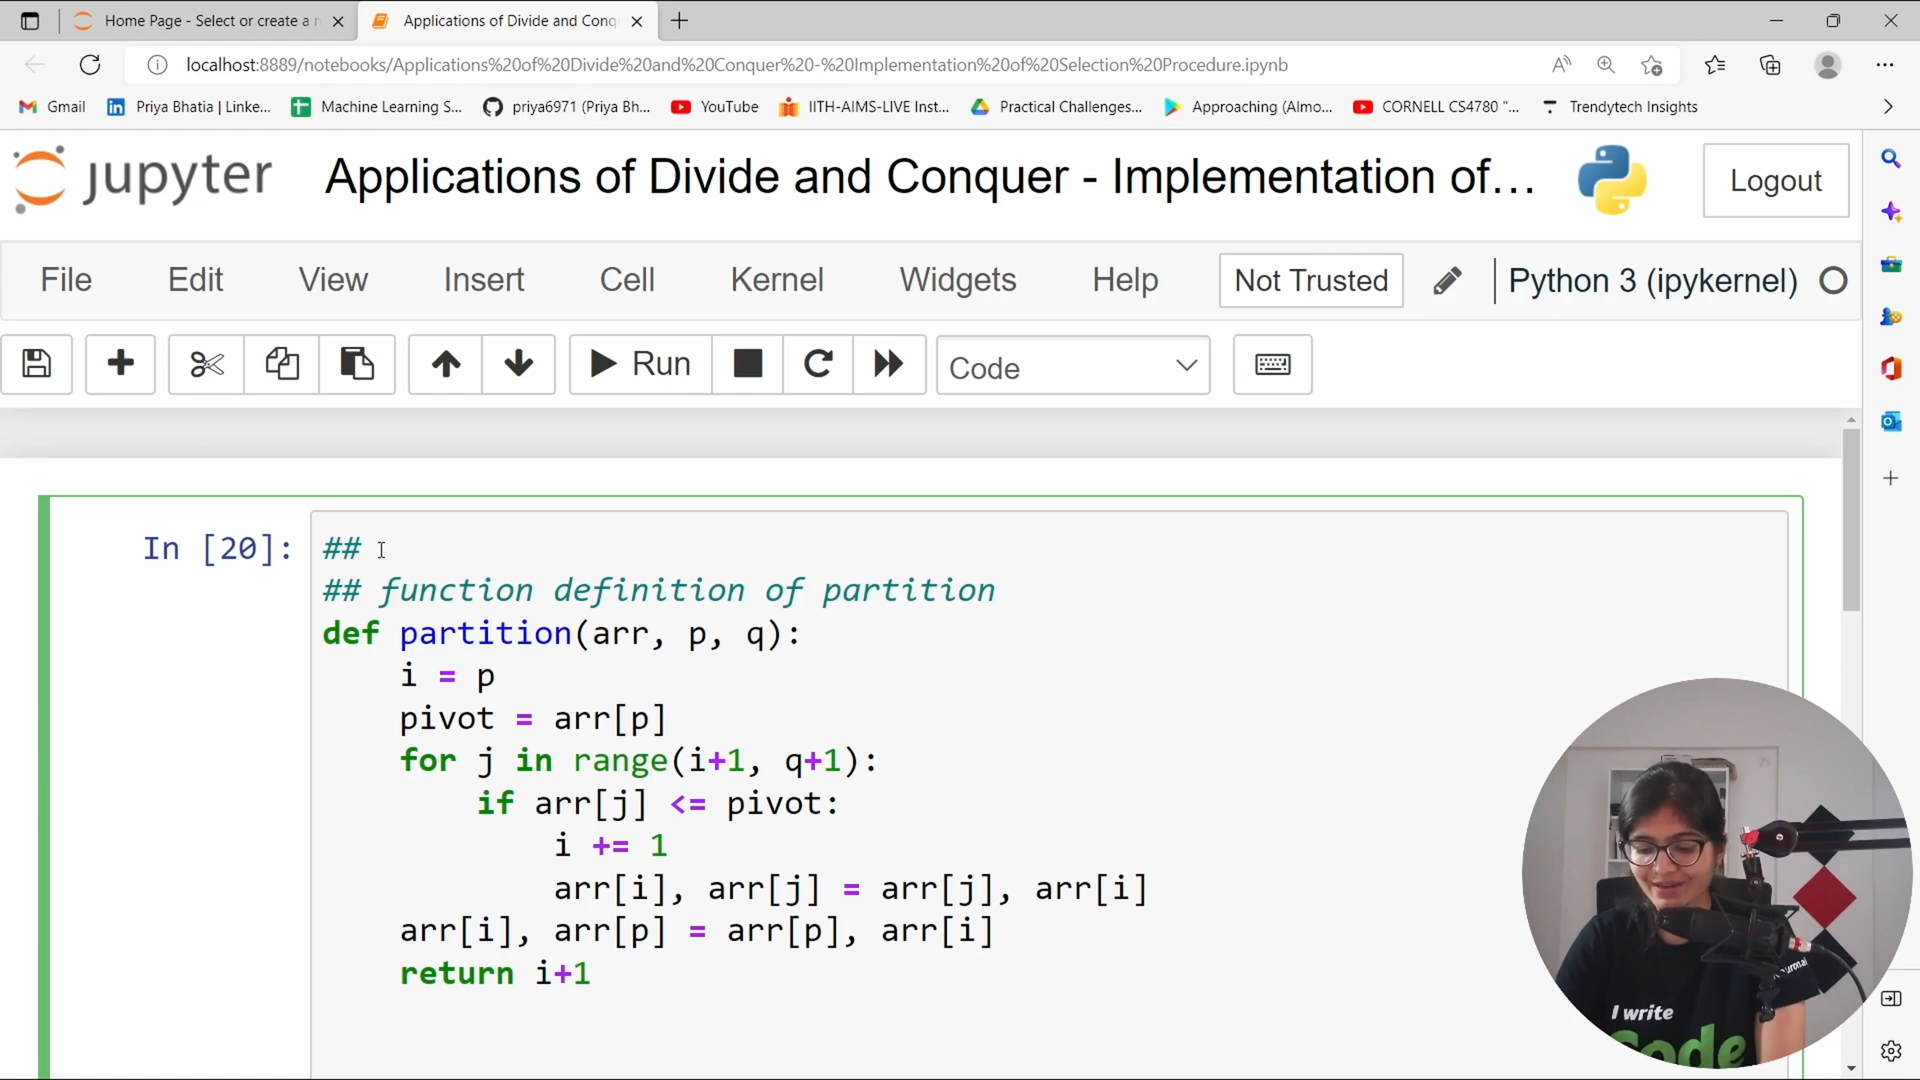 Home Page - Select or create a n
Applications of Divide and Conq
localhost:8889/notebooks/Applications%20of%20Divide%20and%20Conquer%20-%20Implementation%20of%20Selection%20Procedure.ipynb
Gmail
Priya Bhatia | Linke...
Machine Learning S...
priya6971 (Priya Bh...
YouTube
IITH-AIMS-LIVE Inst...
Practical Challenges...
Approaching (Almo...
CORNELL CS4780 "...
Trendytech Insights
jupyter
Applications of Divide and Conquer - Implementation of...
Logout
File Edit View Insert Cell Kernel Widgets Help
Not Trusted
Python 3 (ipykernel)
Run
Code
In [20]:
##
## function definition of partition
def partition(arr, p, q):
    i = p
    pivot = arr[p]
    for j in range(i+1, q+1):
        if arr[j] <= pivot:
            i += 1
            arr[i], arr[j] = arr[j], arr[i]
    arr[i], arr[p] = arr[p], arr[i]
    return i+1
I write
Code